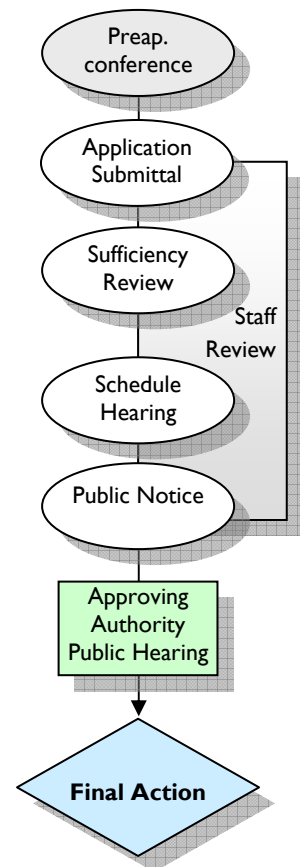 Preap.
conference
Application
Submittal
Sufficiency
Review
Staff
Review
Schedule
Hearing
Public Notice
Approving
Authority
Public Hearing
Final Action